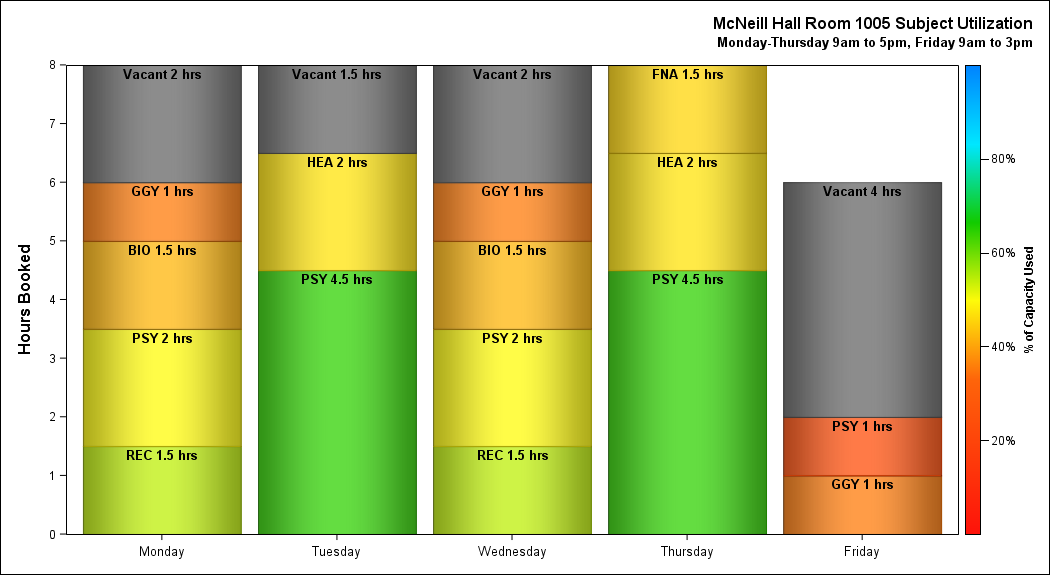 McNeill Hall Room 1005 Subject Utilization
Monday-Thursday 9am to 5pm, Friday 9am to 3pm
Hours Booked
8
7
6
5
4
3
2
1
0
Vacant 2 hrs
GGY 1 hrs
BIO 1.5 hrs
PSY 2 hrs
REC 1.5 hrs
Vacant 1.5 hrs
HEA 2 hrs
PSY 4.5 hrs
Vacant 2 hrs
GGY 1 hrs
BIO 1.5 hrs
PSY 2 hrs
REC 1.5 hrs
FNA 1.5 hrs
HEA 2 hrs
PSY 4.5 hrs
Vacant 4 hrs
PSY 1 hrs
GGY 1 hrs
Monday
Tuesday
Wednesday
Thursday
Friday
80%
60%
40%
20%
% of Capacity Used